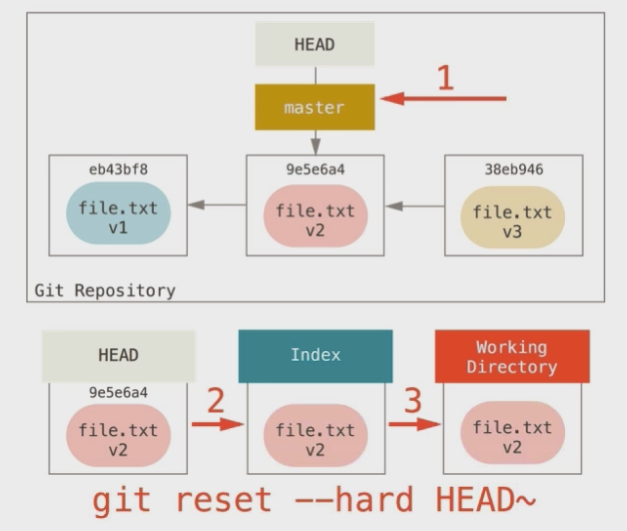 HEAD
1
master
eb43bf8
9e5e6a4
38eb946
file.txt
v1
file.txt
v2
file.txt
v3
Git Repository
HEAD
Index
Working
Directory
9e5e6a4
2
3
file.txt
v2
file.txt
v2
file.txt
v2
git reset --hard HEAD~